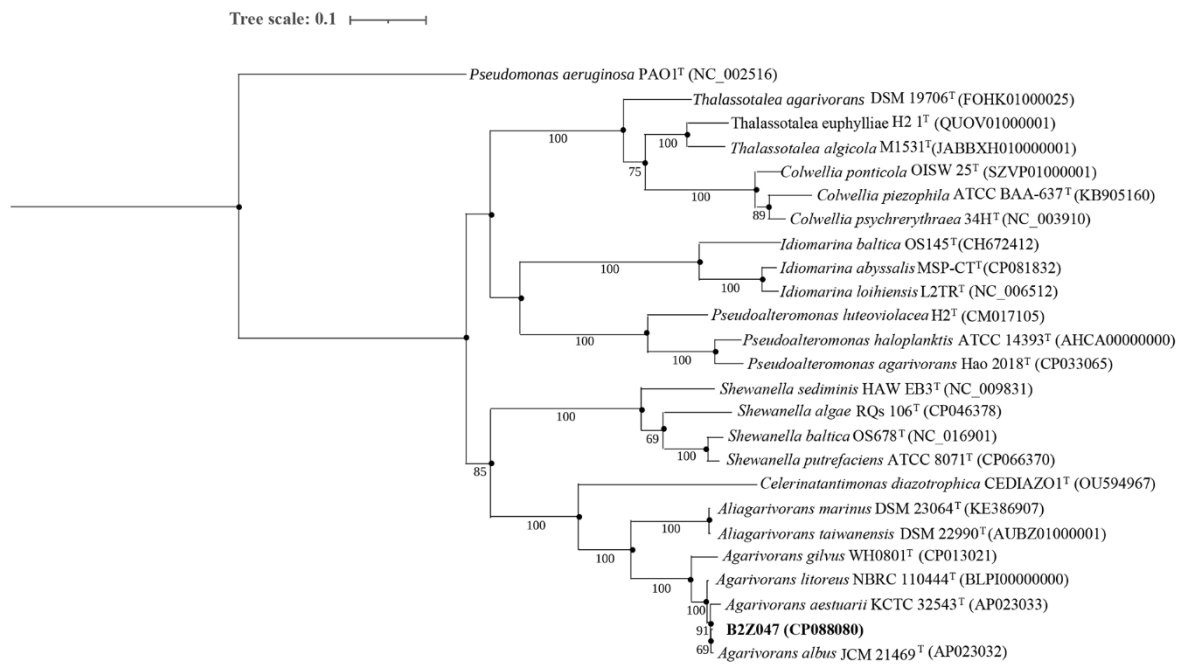 Tree scale: 0.1
Pseudomonas aeruginosa PAO1ᵀ (NC_002516)
Thalassotalea agarivorans DSM 19706ᵀ (FOHK01000025)
100
Thalassotalea euphylliae H2 1ᵀ (QUOV01000001)
100
Thalassotalea algicola M1531ᵀ(JABBXH010000001)
75
Colwellia ponticola OISW 25ᵀ (SZVP01000001)
100
Colwellia piezophila ATCC BAA-637ᵀ (KB905160)
89
Colwellia psychrerythraea 34Hᵀ (NC_003910)
Idiomarina baltica OS145ᵀ(CH672412)
100
Idiomarina abyssalis MSP-CTᵀ(CP081832)
100
Idiomarina loihiensis L2TRᵀ (NC_006512)
Pseudoalteromonas luteoviolacea H2ᵀ (CM017105)
100
Pseudoalteromonas haloplanktis ATCC 14393ᵀ (AHCA00000000)
100
Pseudoalteromonas agarivorans Hao 2018ᵀ (CP033065)
Shewanella sediminis HAW EB3ᵀ (NC_009831)
100
Shewanella algae RQs 106ᵀ (CP046378)
69
Shewanella baltica OS678ᵀ (NC_016901)
100
Shewanella putrefaciens ATCC 8071ᵀ (CP066370)
85
Celerinatantimonas diazotrophica CEDIAZO1ᵀ (OU594967)
100
Aliagarivorans marinus DSM 23064ᵀ (KE386907)
100
Aliagarivorans taiwanensis DSM 22990ᵀ (AUBZ01000001)
100
Agarivorans gilvus WH0801ᵀ (CP013021)
100
Agarivorans litoreus NBRC 110444ᵀ (BLPI00000000)
100
Agarivorans aestuarii KCTC 32543ᵀ (AP023033)
91
B2Z047 (CP088080)
69
Agarivorans albus JCM 21469ᵀ (AP023032)